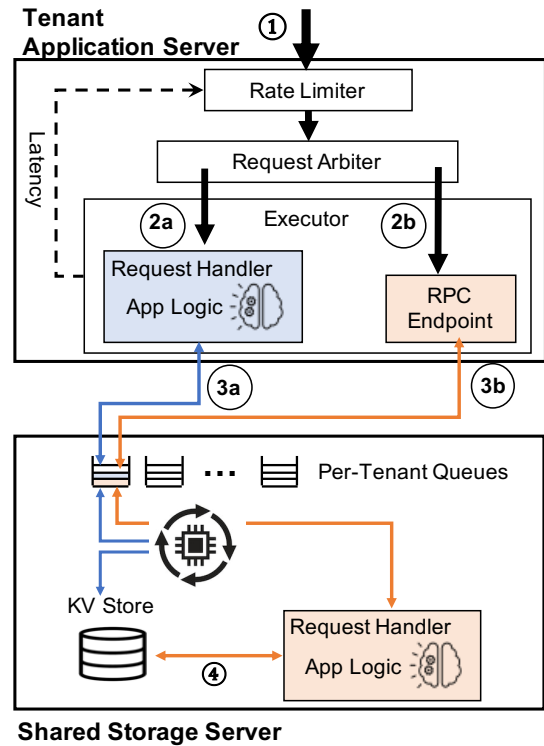 Tenant
Application Server
①
Rate Limiter
Latency
Request Arbiter
Executor
2a
2b
Request Handler
App Logic
RPC
Endpoint
3a
3b
... Per-Tenant Queues
KV Store
Request Handler
App Logic
④
Shared Storage Server